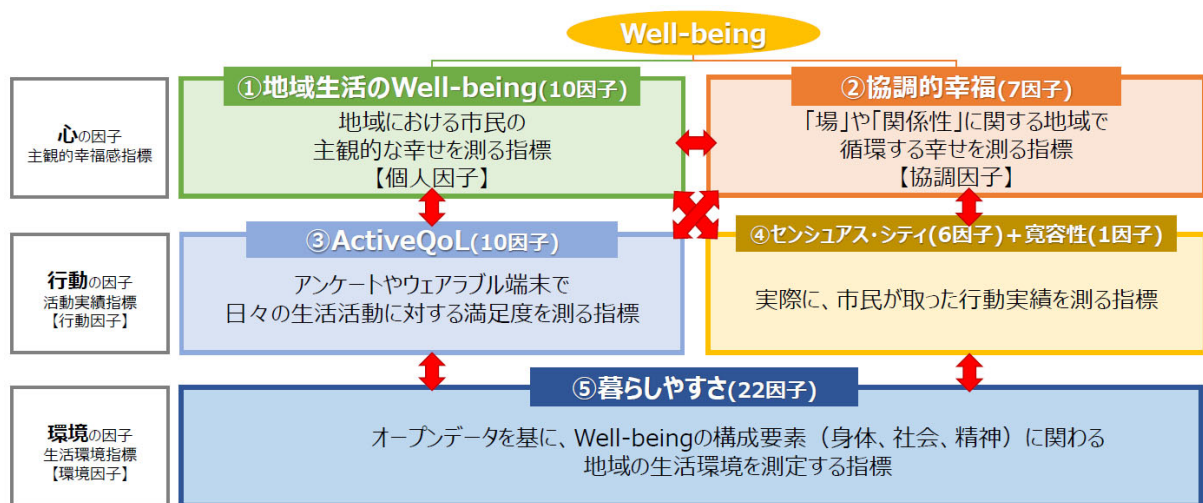 Well-being
①地域生活のWell-being(10因子)
②協調的幸福(7因子)
心の因子
主観的幸福感指標
地域における市民の
主観的な幸せを測る指標
【個人因子】
「場」や「関係性」に関する地域で
循環する幸せを測る指標
【協調因子】
③ActiveQoL(10因子)
④センシュアス・シティ(6因子)+寛容性(1因子)
行動の因子
活動実績指標
【行動因子】
アンケートやウェアラブル端末で
日々の生活活動に対する満足度を測る指標
実際に、市民が取った行動実績を測る指標
⑤暮らしやすさ(22因子)
環境の因子
生活環境指標
【環境因子】
オープンデータを基に、Well-beingの構成要素（身体、社会、精神）に関わる
地域の生活環境を測定する指標